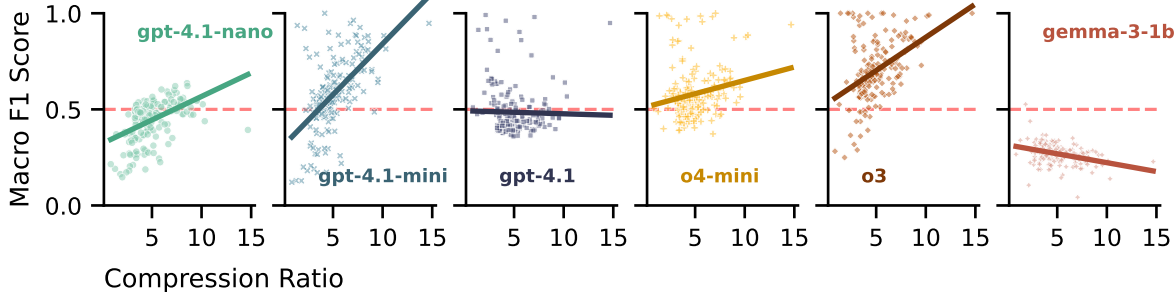 Macro F1 Score
1.0
0.5
0.0
gpt-4.1-nano
gpt-4.1-mini
gpt-4.1
o4-mini
o3
gemma-3-1b
5 10 15
5 10 15
5 10 15
5 10 15
5 10 15
5 10 15
Compression Ratio